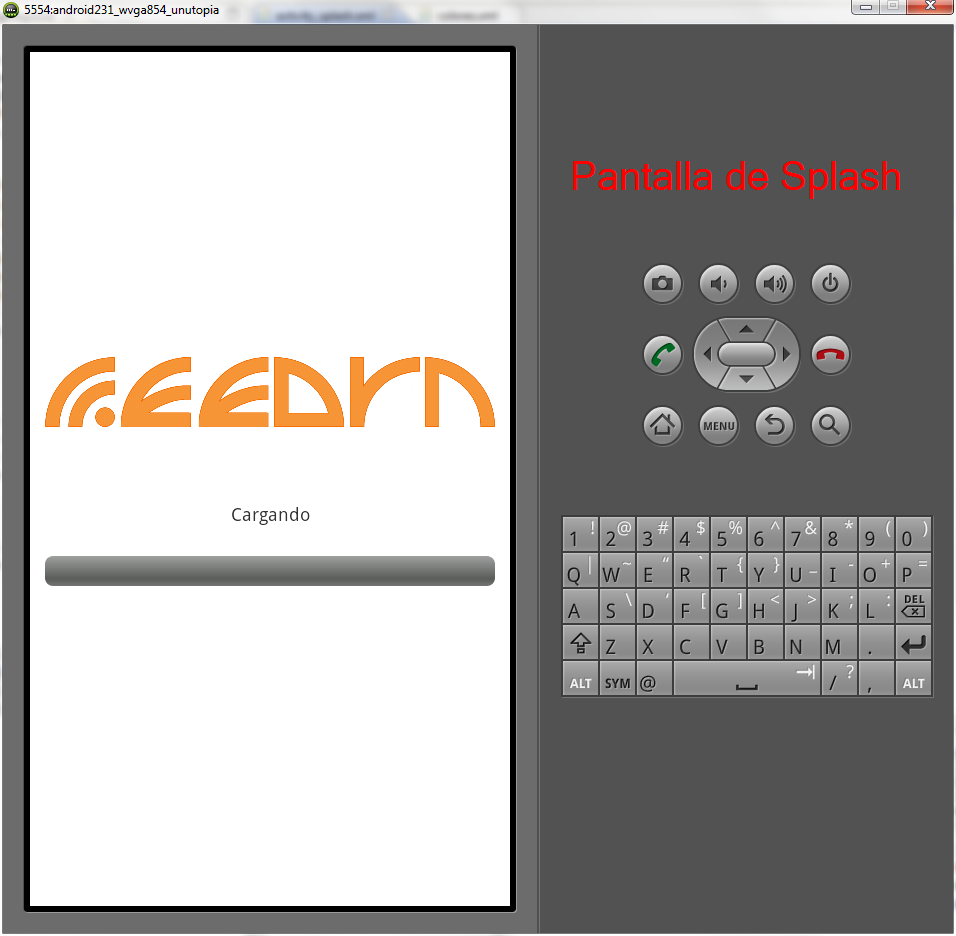 5554:android231_wvga854_unutopia
Pantalla de Splash
Cargando
MENU
1 ! 2 @ 3 # 4 $ 5 % 6 ^ 7 & 8 * 9 ( 0 )
Q | W ~ E “ R ` T { Y } U _ I - O + P =
A S \ D ‘ F [ G ] H < J > K ; L : DEL
Z X C V B N M .
ALT SYM @ / ? , ALT